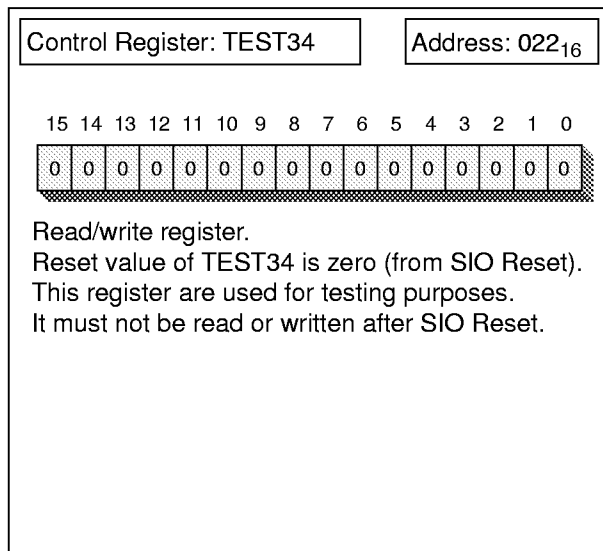 Control Register: TEST34 Address: 022₁₆
15 14 13 12 11 10 9 8 7 6 5 4 3 2 1 0
0 0 0 0 0 0 0 0 0 0 0 0 0 0 0 0
Read/write register.
Reset value of TEST34 is zero (from SIO Reset).
This register are used for testing purposes.
It must not be read or written after SIO Reset.